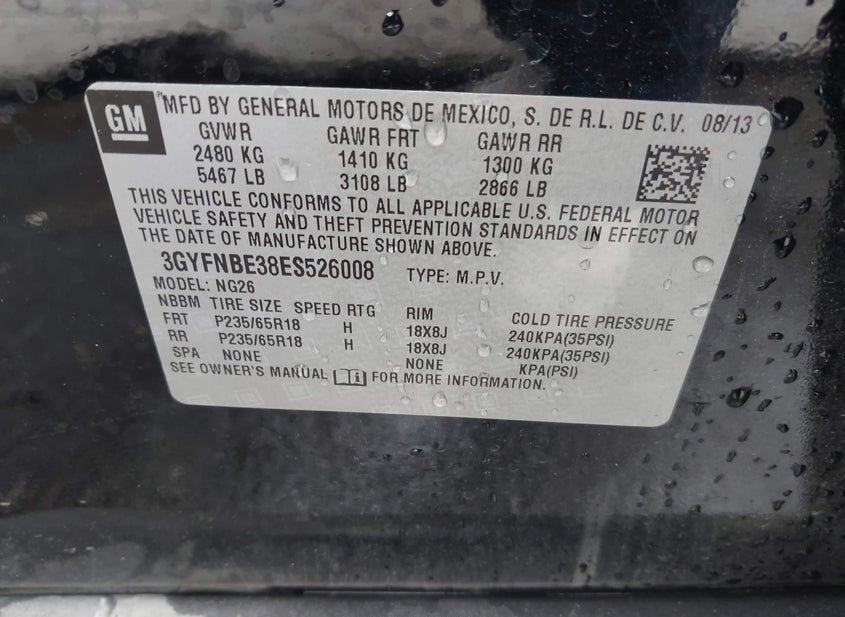 GM
*MFD BY GENERAL MOTORS DE MEXICO, S. DE R.L. DE C.V. 08/13
GVWR GAWR FRT GAWR RR
2480 KG 1410 KG 1300 KG
5467 LB 3108 LB 2866 LB
THIS VEHICLE CONFORMS TO ALL APPLICABLE U.S. FEDERAL MOTOR
VEHICLE SAFETY AND THEFT PREVENTION STANDARDS IN EFFECT ON
THE DATE OF MANUFACTURE SHOWN ABOVE.
3GYFNBE38ES526008 TYPE: M.P.V.
MODEL: NG26
NBBM TIRE SIZE SPEED RTG RIM COLD TIRE PRESSURE
FRT P235/65R18 H 18X8J 240KPA(35PSI)
RR P235/65R18 H 18X8J 240KPA(35PSI)
SPA NONE NONE KPA(PSI)
SEE OWNER'S MANUAL FOR MORE INFORMATION.